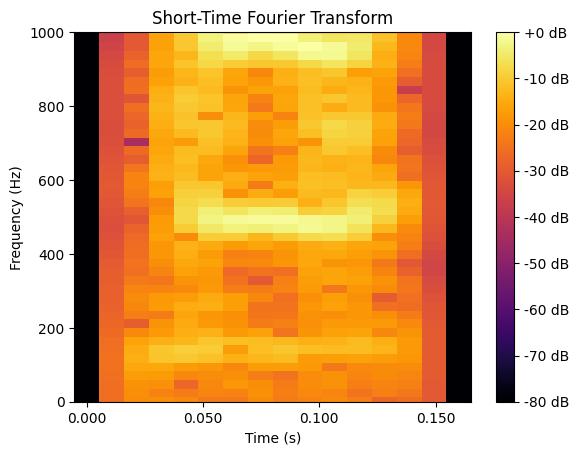 Short-Time Fourier Transform
1000
800
600
400
200
0
Frequency (Hz)
0.000
0.050
0.100
0.150
Time (s)
+0 dB
-10 dB
-20 dB
-30 dB
-40 dB
-50 dB
-60 dB
-70 dB
-80 dB